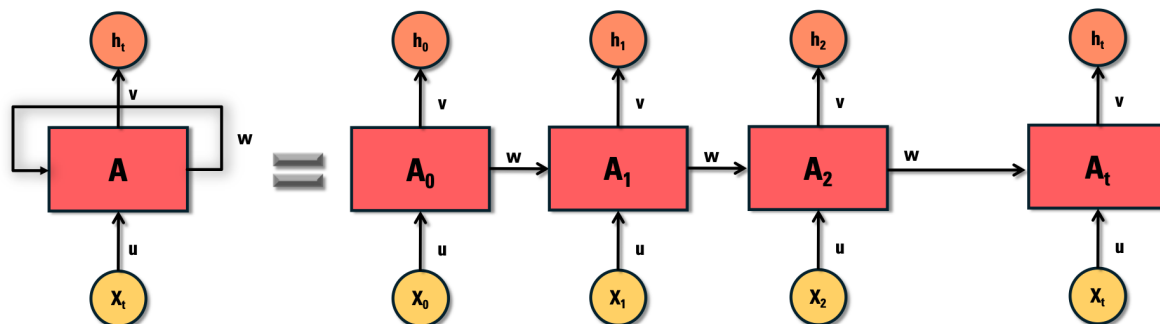 hₜ h₀ h₁ h₂ hₜ
v v v v v
w
A A₀ w A₁ w A₂ w Aₜ
u u u u u
Xₜ X₀ X₁ X₂ Xₜ